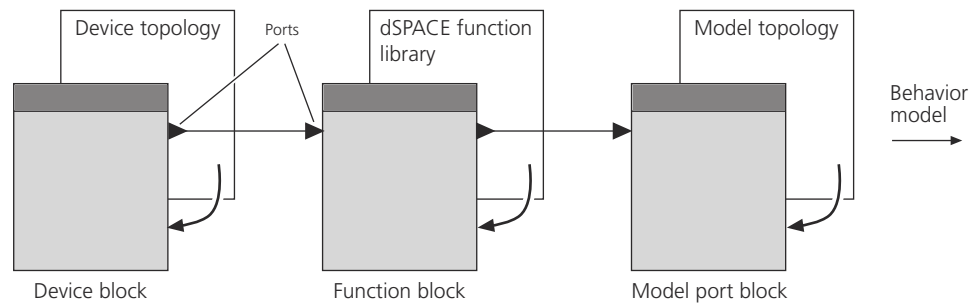 Device topology
Ports
dSPACE function
library
Model topology
Behavior
model
Device block
Function block
Model port block